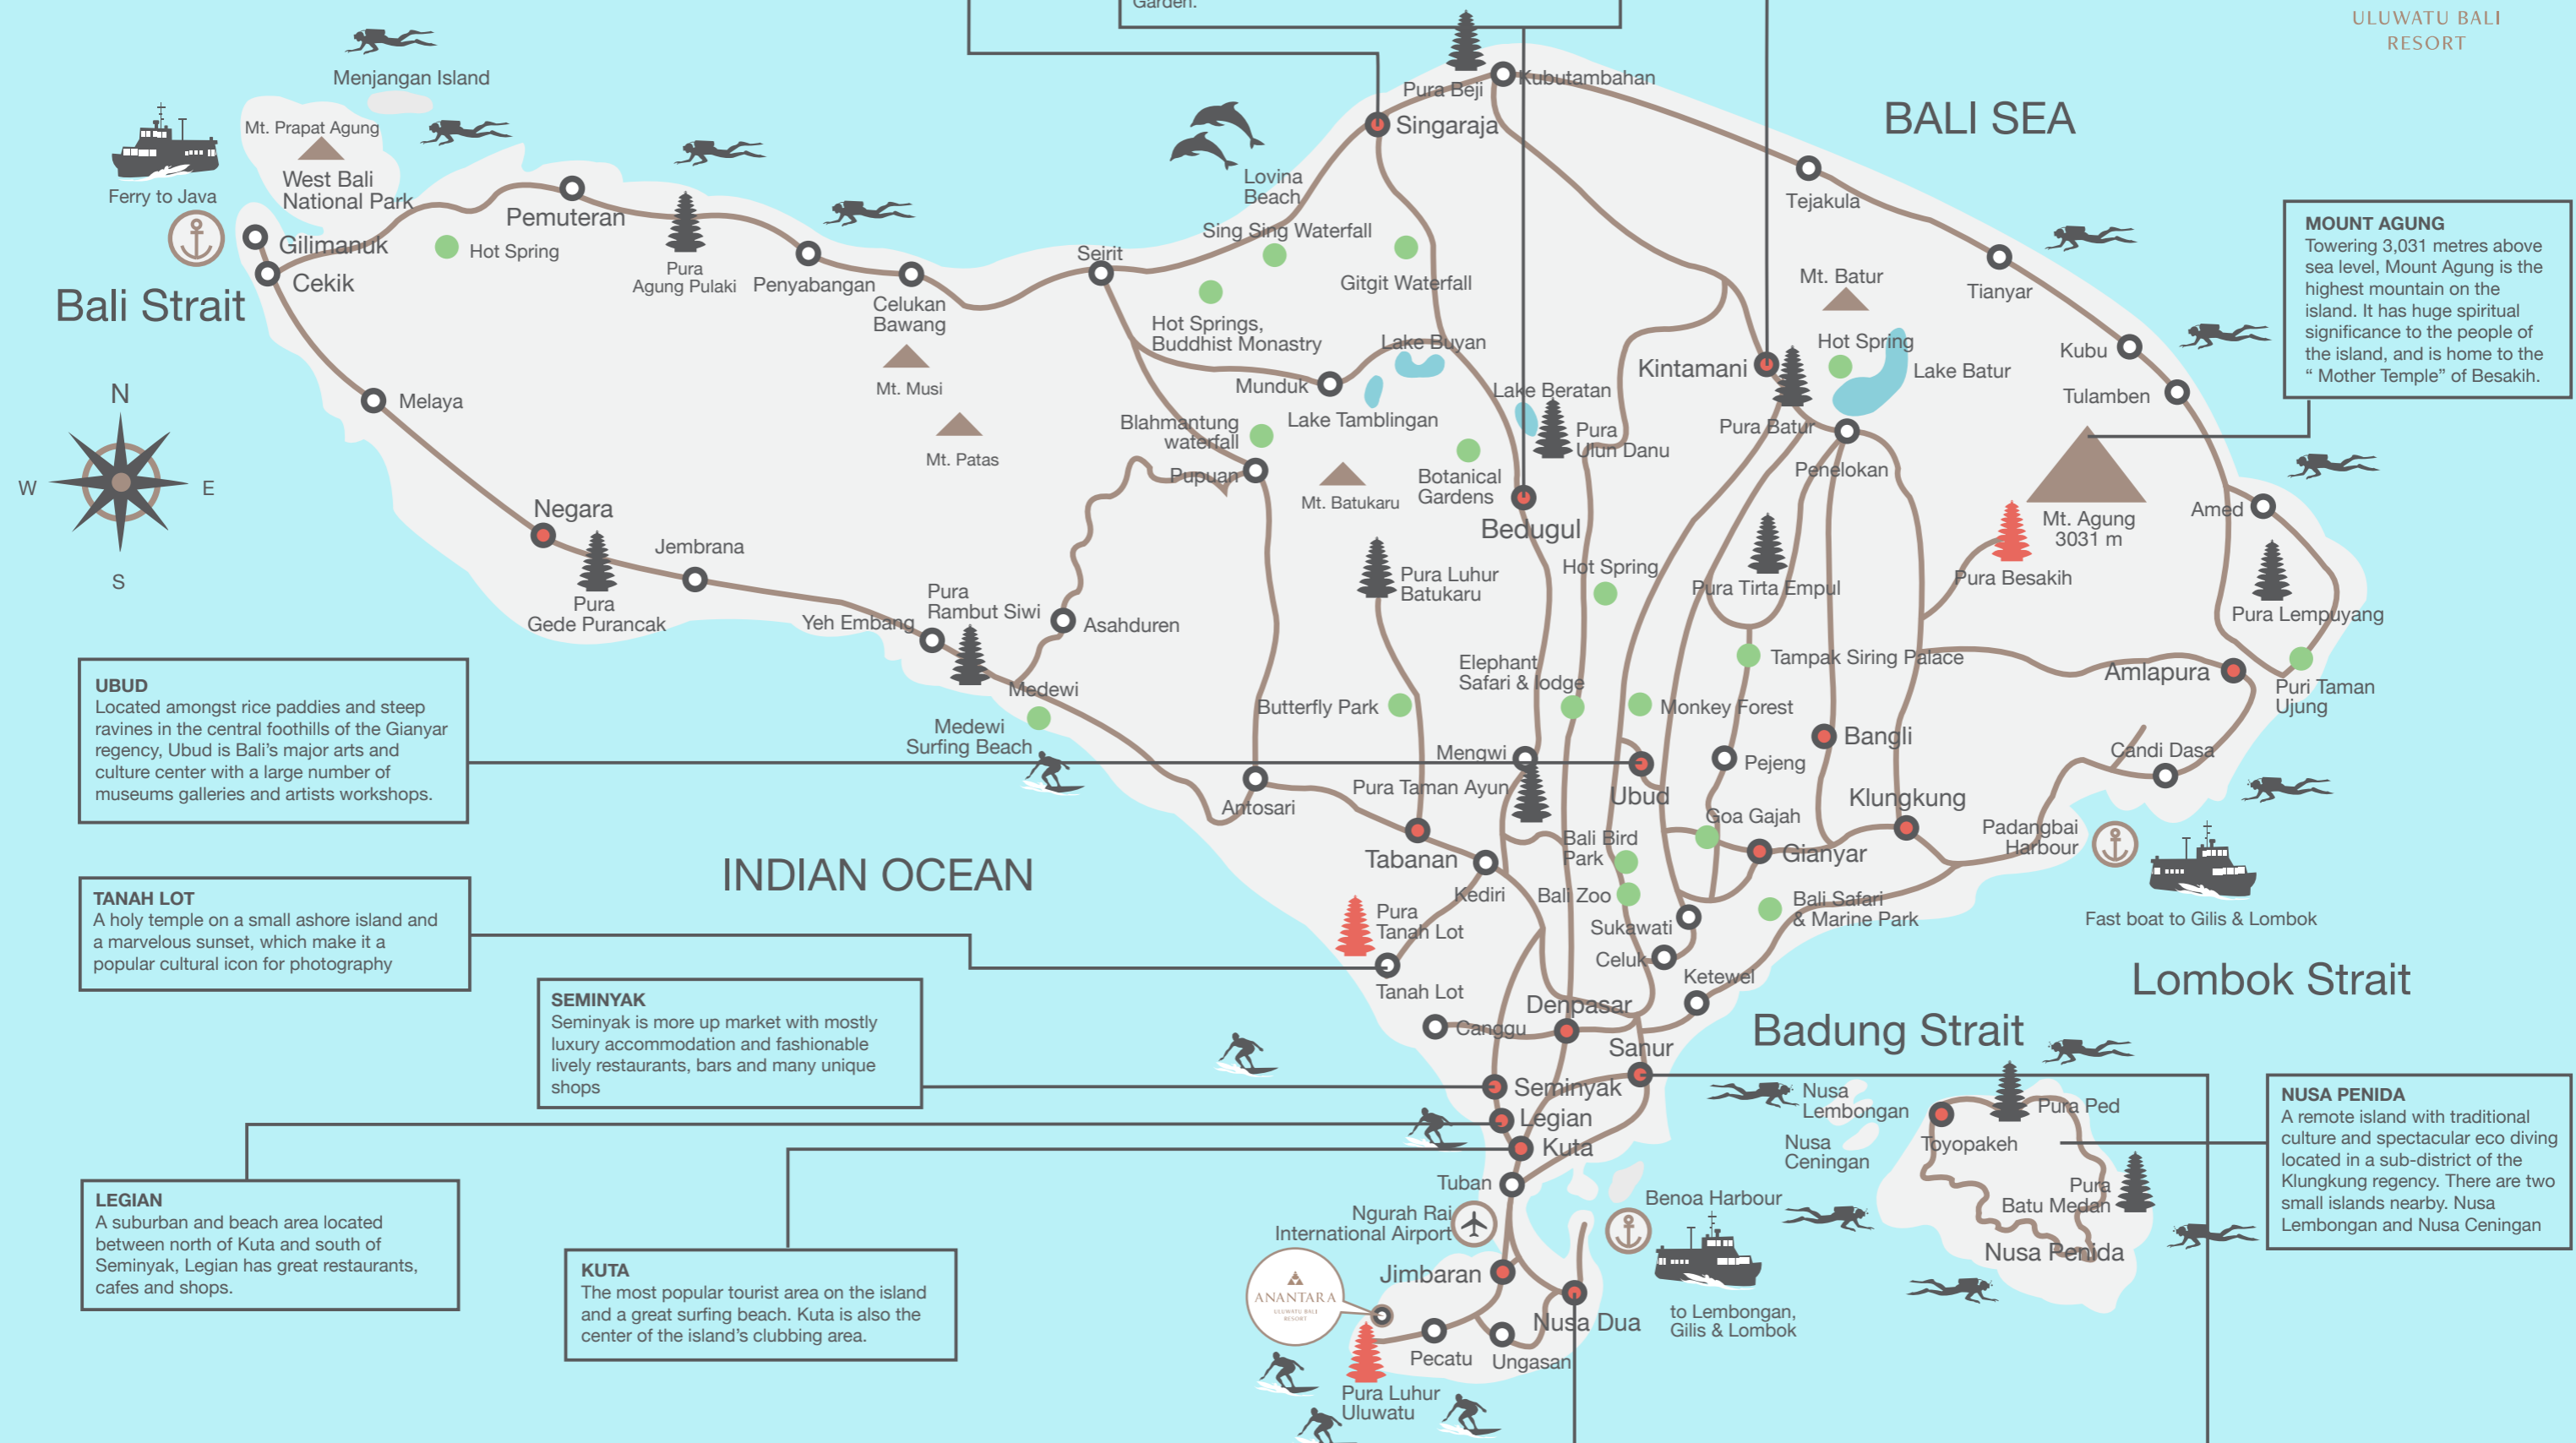 Garden.
ULUWATU BALI
RESORT
Menjangan Island
Pura Beji
Kubutambahan
BALI SEA
Mt. Prapat Agung
Singaraja
West Bali
National Park
Ferry to Java
Lovina
Beach
Tejakula
Pemuteran
Gilimanuk
Cekik
Hot Spring
Pura
Agung Pulaki
Penyabangan
Celukan
Bawang
Seirit
Sing Sing Waterfall
Gitgit Waterfall
Mt. Batur
Tianyar
MOUNT AGUNG
Towering 3,031 metres above
sea level, Mount Agung is the
highest mountain on the
island. It has huge spiritual
significance to the people of
the island, and is home to the
“ Mother Temple” of Besakih.
Bali Strait
Hot Springs,
Buddhist Monastry
Lake Buyan
Hot Spring
Kintamani
Lake Batur
Kubu
Mt. Musi
Munduk
Lake Beratan
Tulamben
N
W
E
S
Melaya
Mt. Patas
Blahmantung
waterfall
Lake Tamblingan
Pura
Ulun Danu
Pura Batur
Penelokan
Pupuan
Mt. Batukaru
Botanical
Gardens
Bedugul
Negara
Jembrana
Mt. Agung
3031 m
Amed
Pura
Gede Purancak
Yeh Embang
Pura
Rambut Siwi
Asahduren
Pura Luhur
Batukaru
Hot Spring
Pura Tirta Empul
Pura Besakih
Pura Lempuyang
UBUD
Located amongst rice paddies and steep
ravines in the central foothills of the Gianyar
regency, Ubud is Bali’s major arts and
culture center with a large number of
museums galleries and artists workshops.
Medewi
Medewi
Surfing Beach
Elephant
Safari & lodge
Tampak Siring Palace
Amlapura
Puri Taman
Ujung
Butterfly Park
Monkey Forest
Bangli
Candi Dasa
Mengwi
Pejeng
Pura Taman Ayun
Ubud
Klungkung
Antosari
Goa Gajah
Padangbai
Harbour
Bali Bird
Park
Tabanan
Gianyar
INDIAN OCEAN
Kediri
Bali Zoo
Bali Safari
& Marine Park
TANAH LOT
A holy temple on a small ashore island and
a marvelous sunset, which make it a
popular cultural icon for photography
Pura
Tanah Lot
Sukawati
Fast boat to Gilis & Lombok
Celuk
Ketewel
Lombok Strait
Tanah Lot
Denpasar
SEMINYAK
Seminyak is more up market with mostly
luxury accommodation and fashionable
lively restaurants, bars and many unique
shops
Canggu
Sanur
Badung Strait
Seminyak
Legian
Kuta
Nusa
Lembongan
Nusa
Ceningan
Pura Ped
Toyopakeh
Pura
Batu Medan
Nusa Penida
NUSA PENIDA
A remote island with traditional
culture and spectacular eco diving
located in a sub-district of the
Klungkung regency. There are two
small islands nearby. Nusa
Lembongan and Nusa Ceningan
LEGIAN
A suburban and beach area located
between north of Kuta and south of
Seminyak, Legian has great restaurants,
cafes and shops.
Tuban
Ngurah Rai
International Airport
Benoa Harbour
KUTA
The most popular tourist area on the island
and a great surfing beach. Kuta is also the
center of the island’s clubbing area.
ANANTARA
ULUWATU BALI
RESORT
Jimbaran
Nusa Dua
to Lembongan,
Gilis & Lombok
Pecatu
Ungasan
Pura Luhur
Uluwatu